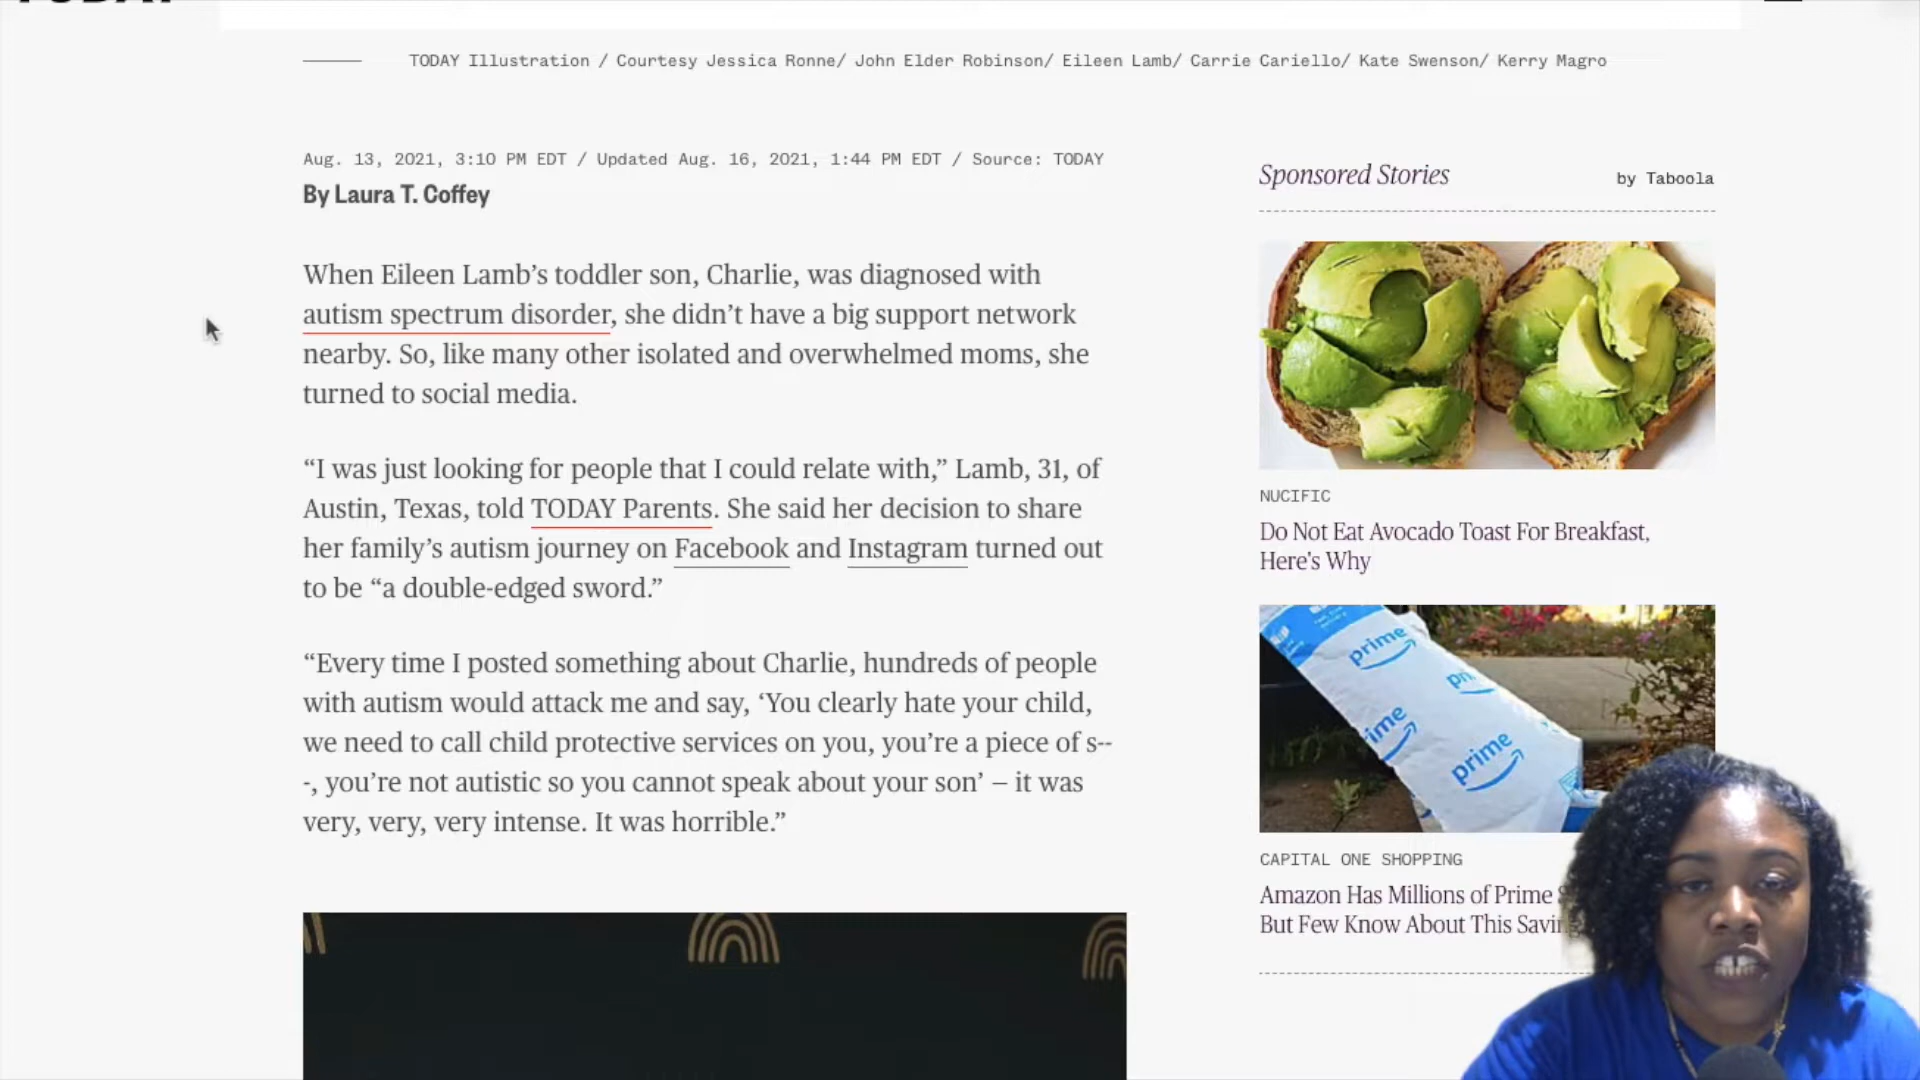 TODAY Illustration / Courtesy Jessica Ronne/ John Elder Robinson/ Eileen Lamb/ Carrie Cariello/ Kate Swenson/ Kerry Magro
Aug. 13, 2021, 3:10 PM EDT / Updated Aug. 16, 2021, 1:44 PM EDT / Source: TODAY
By Laura T. Coffey
When Eileen Lamb’s toddler son, Charlie, was diagnosed with
autism spectrum disorder, she didn’t have a big support network
nearby. So, like many other isolated and overwhelmed moms, she
turned to social media.
“I was just looking for people that I could relate with,” Lamb, 31, of
Austin, Texas, told TODAY Parents. She said her decision to share
her family’s autism journey on Facebook and Instagram turned out
to be “a double-edged sword.”
“Every time I posted something about Charlie, hundreds of people
with autism would attack me and say, ‘You clearly hate your child,
we need to call child protective services on you, you’re a piece of s--
-, you’re not autistic so you cannot speak about your son’ – it was
very, very, very intense. It was horrible.”
Sponsored Stories
by Taboola
NUCIFIC
Do Not Eat Avocado Toast For Breakfast,
Here's Why
prime
prime
prime
CAPITAL ONE SHOPPING
Amazon Has Millions of Prime
But Few Know About This